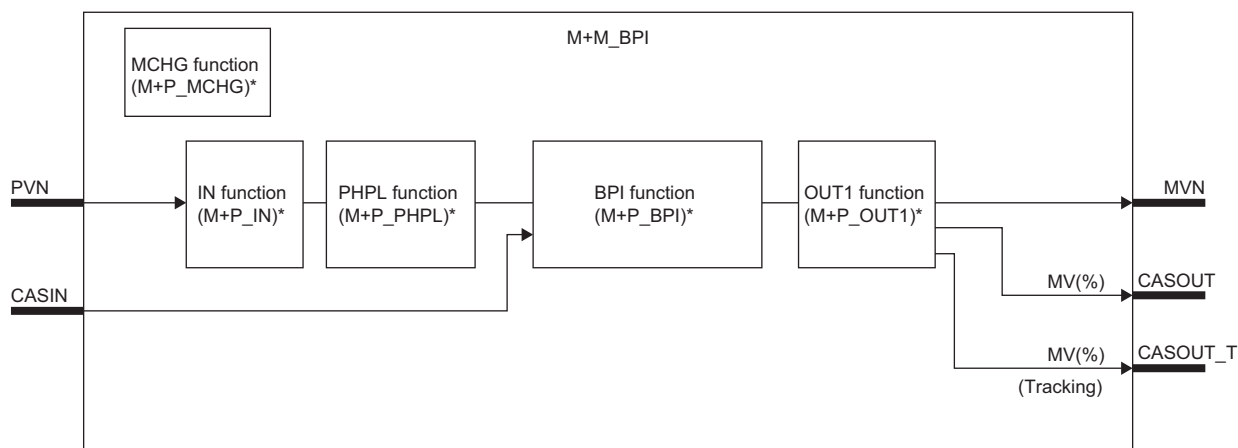 M+M_BPI
MCHG function
(M+P_MCHG)*
IN function
(M+P_IN)*
PHPL function
(M+P_PHPL)*
BPI function
(M+P_BPI)*
OUT1 function
(M+P_OUT1)*
PVN
MVN
CASIN
MV(%)
CASOUT
MV(%)
CASOUT_T
(Tracking)